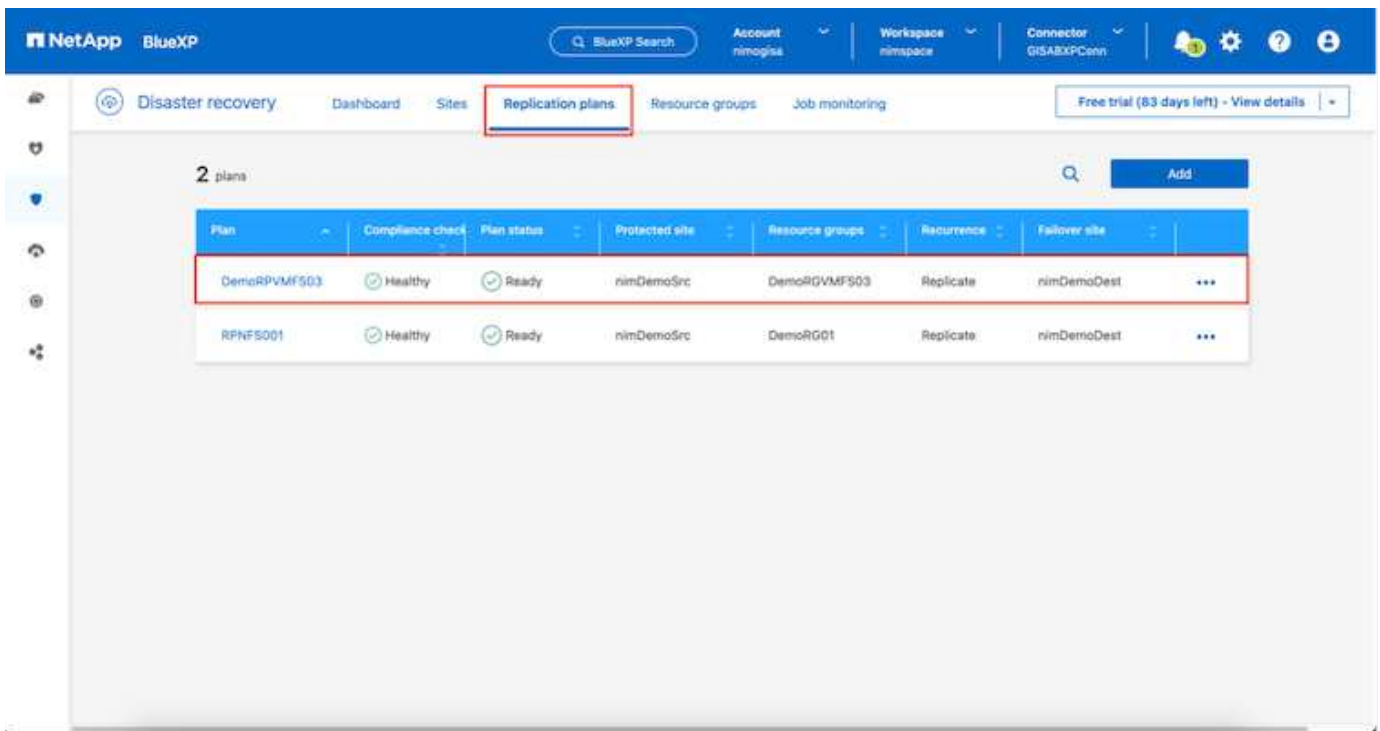 NetApp BlueXP BlueXP Search Account nimogisa Workspace nimspace Connector GISABXPConn
Disaster recovery Dashboard Sites Replication plans Resource groups Job monitoring Free trial (83 days left) - View details
2 plans Add
Plan Compliance check Plan status Protected site Resource groups Recurrence Failover site
DemoRPVMFS03 Healthy Ready nimDemoSrc DemoRGVMFS03 Replicate nimDemoDest
RPNFS001 Healthy Ready nimDemoSrc DemoRG01 Replicate nimDemoDest